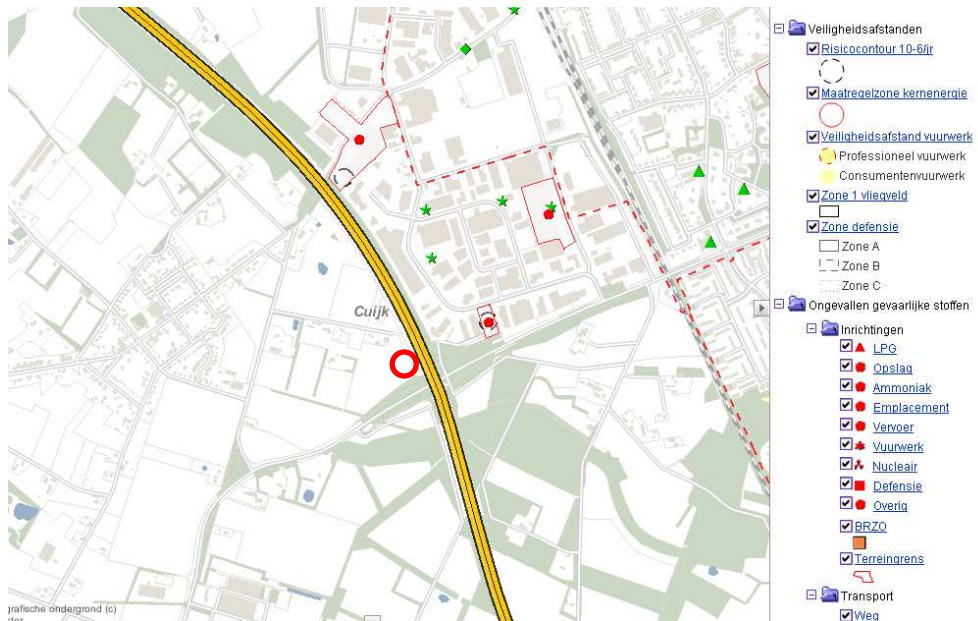 Veiligheidsafstanden
Risicocontour 10-6/jr
Maatregelzone kernenergie
Veiligheidsafstand vuurwerk
Professioneel vuurwerk
Consumentenvuurwerk
Zone 1 vliegveld
Zone defensie
Zone A
Zone B
Zone C
Ongevallen gevaarlijke stoffen
Inrichtingen
LPG
Opslag
Ammoniak
Emplacement
Vervoer
Vuurwerk
Nucleair
Defensie
Overig
BRZO
Terreingrens
Transport
Weg
Cuijk
grafische ondergrond (c)